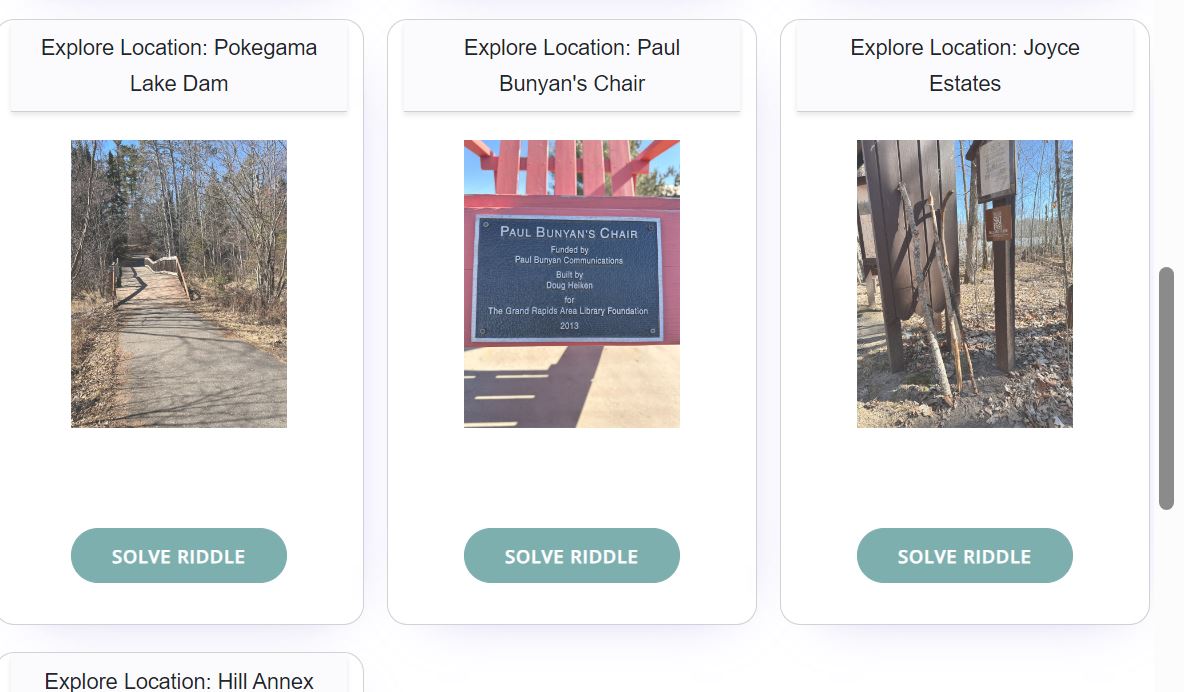 Explore Location: Pokegama
Lake Dam
Explore Location: Paul
Bunyan's Chair
Explore Location: Joyce
Estates
PAUL BUNYAN'S CHAIR
Funded by
Paul Bunyan Communications
Built by
Doug Heiken
for
The Grand Rapids Area Library Foundation
2013
SOLVE RIDDLE
SOLVE RIDDLE
SOLVE RIDDLE
Explore Location: Hill Annex